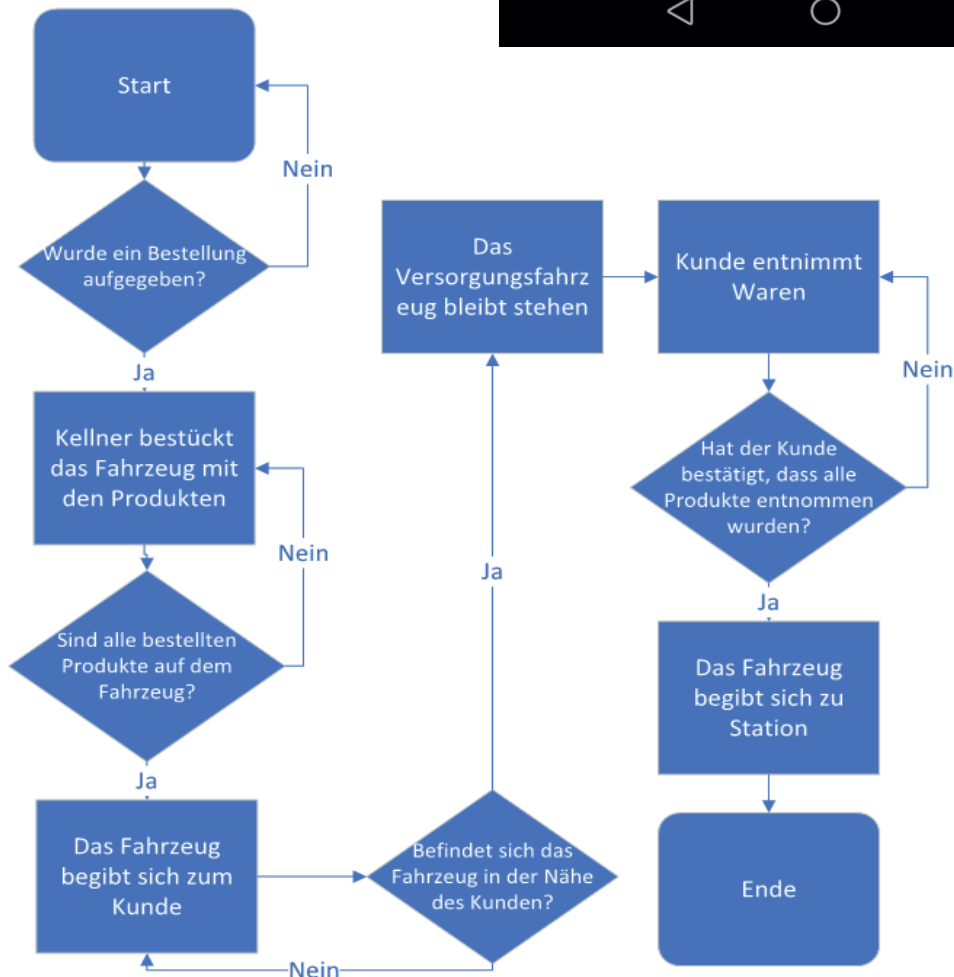 Start
Nein
Wurde ein Bestellung
aufgegeben?
Ja
Kellner bestückt
das Fahrzeug mit
den Produkten
Nein
Sind alle bestellten
Produkte auf dem
Fahrzeug?
Ja
Das Fahrzeug
begibt sich zum
Kunde
Befindet sich das
Fahrzeug in der Nähe
des Kunden?
Nein
Ja
Das
Versorgungsfahrz
eug bleibt stehen
Kunde entnimmt
Waren
Nein
Hat der Kunde
bestätigt, dass alle
Produkte entnommen
wurden?
Ja
Das Fahrzeug
begibt sich zu
Station
Ende